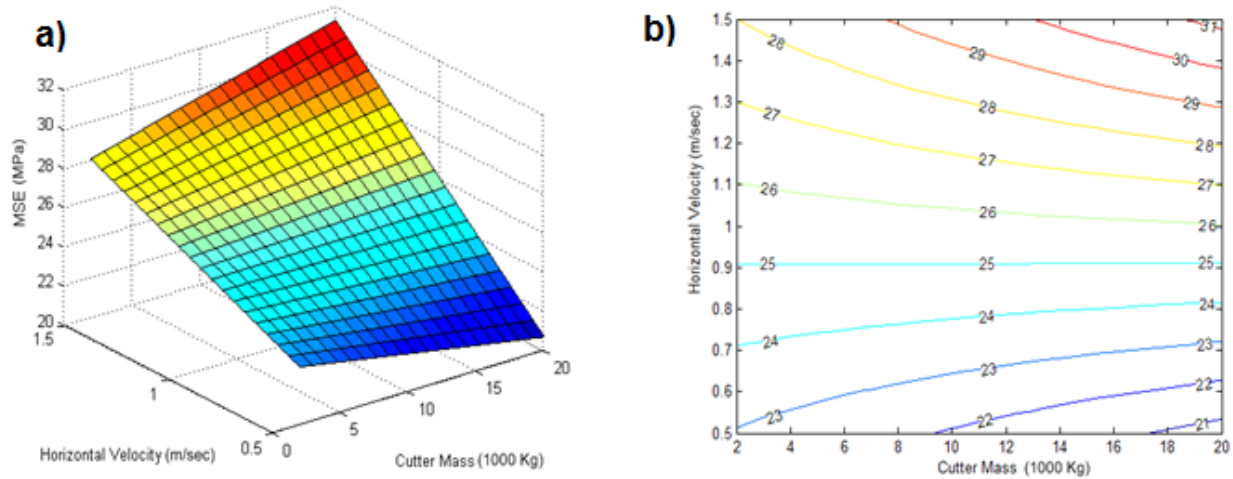 a)
32
30
28
26
24
22
20
MSE (MPa)
1.5
1
0.5
Horizontal Velocity (m/sec)
0
5
10
15
20
Cutter Mass (1000 Kg)
b)
1.5
1.4
1.3
1.2
1.1
1
0.9
0.8
0.7
0.6
0.5
Horizontal Velocity (m/sec)
28 29 30 31
27 28 29
28
27 27
26 26 26
25 25 25
24 24 24
23 23 23
22 22
21
2 4 6 8 10 12 14 16 18 20
Cutter Mass (1000 Kg)